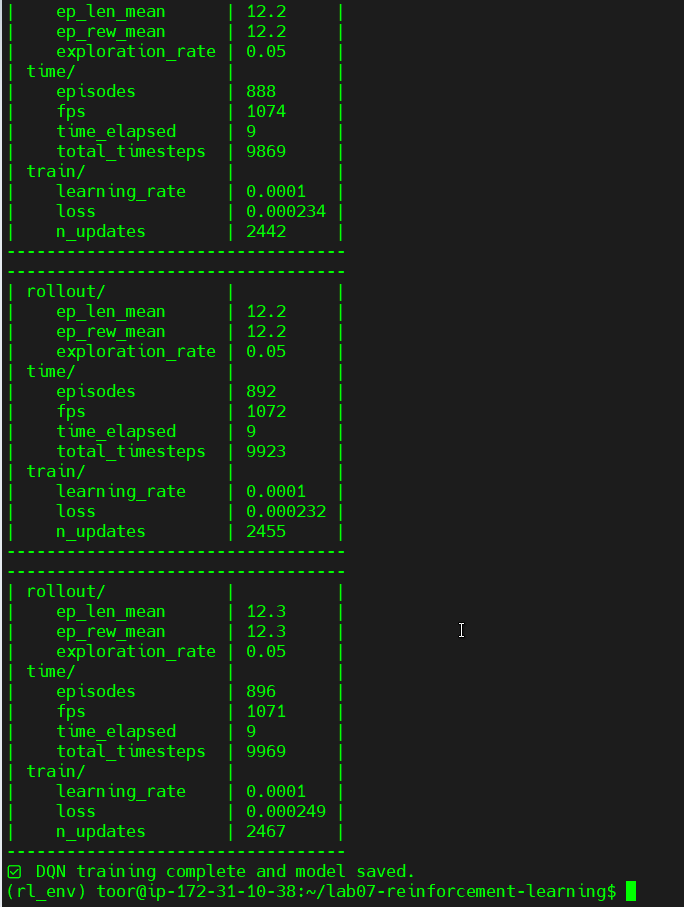 |    ep_len_mean      | 12.2     |
|    ep_rew_mean      | 12.2     |
|    exploration_rate | 0.05     |
| time/               |          |
|    episodes         | 888      |
|    fps              | 1074     |
|    time_elapsed     | 9        |
|    total_timesteps  | 9869     |
| train/              |          |
|    learning_rate    | 0.0001   |
|    loss             | 0.000234 |
|    n_updates        | 2442     |
----------------------------------
----------------------------------
| rollout/            |          |
|    ep_len_mean      | 12.2     |
|    ep_rew_mean      | 12.2     |
|    exploration_rate | 0.05     |
| time/               |          |
|    episodes         | 892      |
|    fps              | 1072     |
|    time_elapsed     | 9        |
|    total_timesteps  | 9923     |
| train/              |          |
|    learning_rate    | 0.0001   |
|    loss             | 0.000232 |
|    n_updates        | 2455     |
----------------------------------
----------------------------------
| rollout/            |          |
|    ep_len_mean      | 12.3     |
|    ep_rew_mean      | 12.3     |
|    exploration_rate | 0.05     |
| time/               |          |
|    episodes         | 896      |
|    fps              | 1071     |
|    time_elapsed     | 9        |
|    total_timesteps  | 9969     |
| train/              |          |
|    learning_rate    | 0.0001   |
|    loss             | 0.000249 |
|    n_updates        | 2467     |
----------------------------------
☑ DQN training complete and model saved.
(rl_env) toor@ip-172-31-10-38:~/lab07-reinforcement-learning$